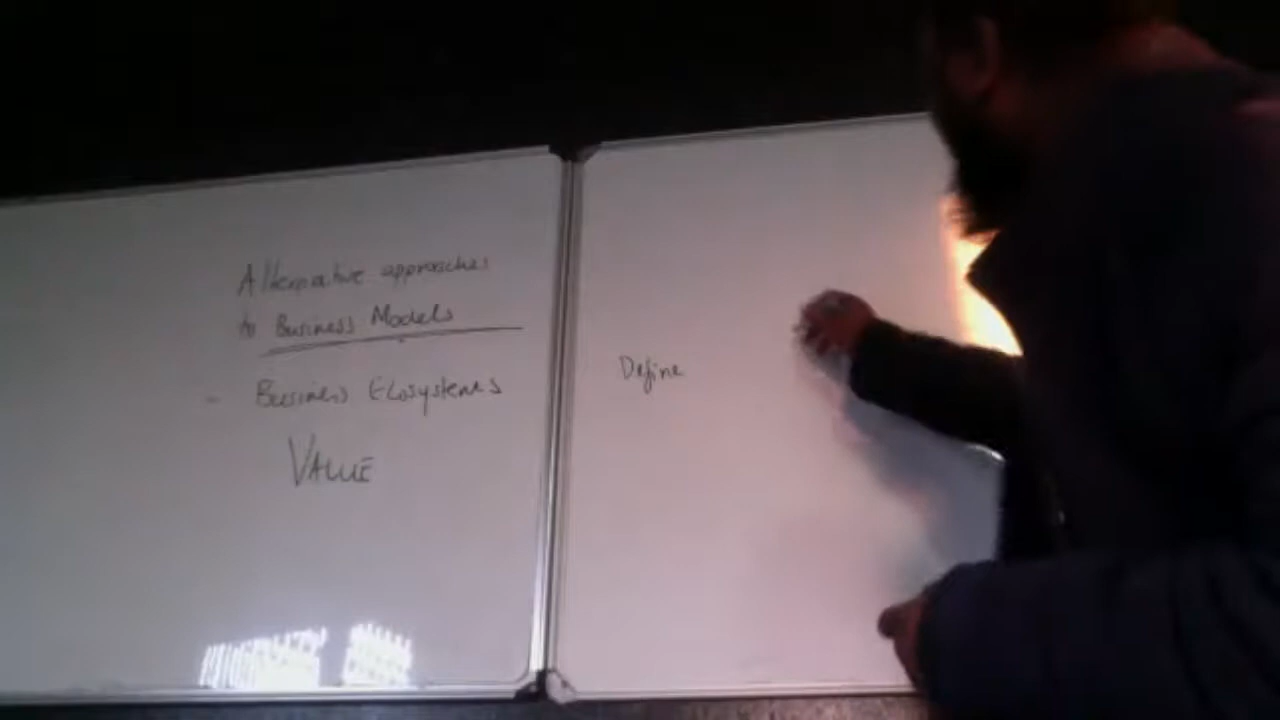 Alternative approaches
to Business Models
- Business Ecosystems
VALUE
Define